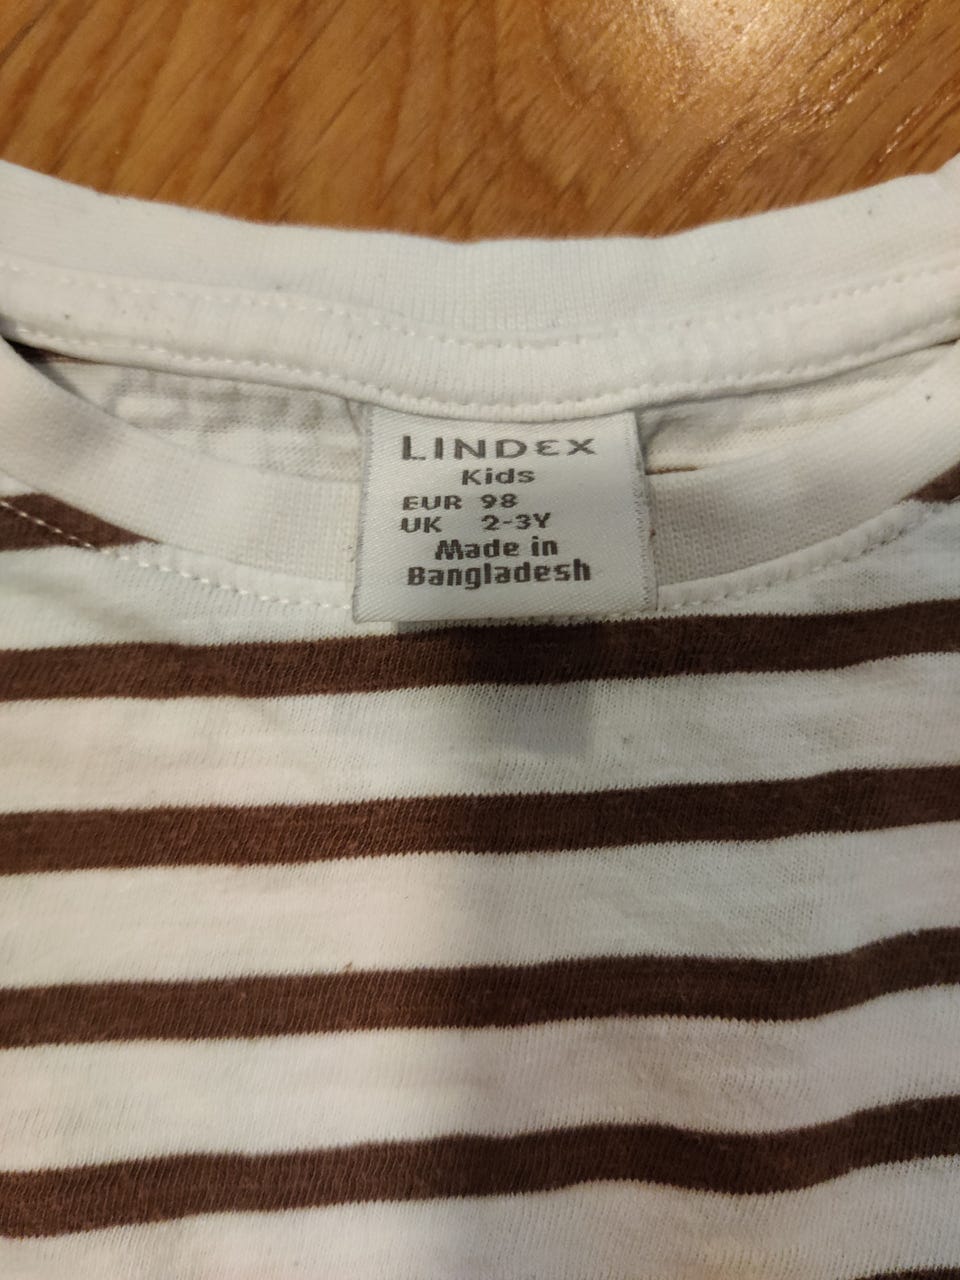 LINDEX
Kids
EUR 98
UK 2-3Y
Made in
Bangladesh